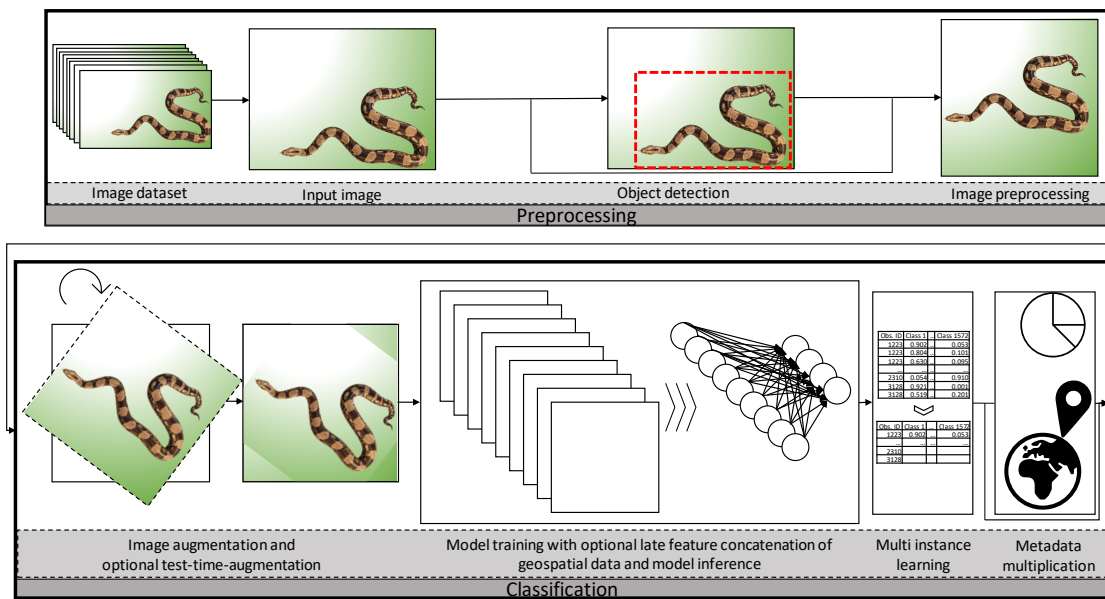 Image dataset
Input image
Object detection
Image preprocessing
Preprocessing
Obs. ID Class 1 ... Class 1572
1223 0.902 ... 0.053
1223 0.804 ... 0.101
1223 0.630 ... 0.095
... ... ... ...
2310 0.054 ... 0.910
3128 0.921 ... 0.001
3128 0.519 ... 0.201
Obs. ID Class 1 Class 1572
1223 0.902 ... 0.053
... ... ... ...
2310
3128
Image augmentation and
optional test-time-augmentation
Model training with optional late feature concatenation of
geospatial data and model inference
Multi instance
learning
Metadata
multiplication
Classification